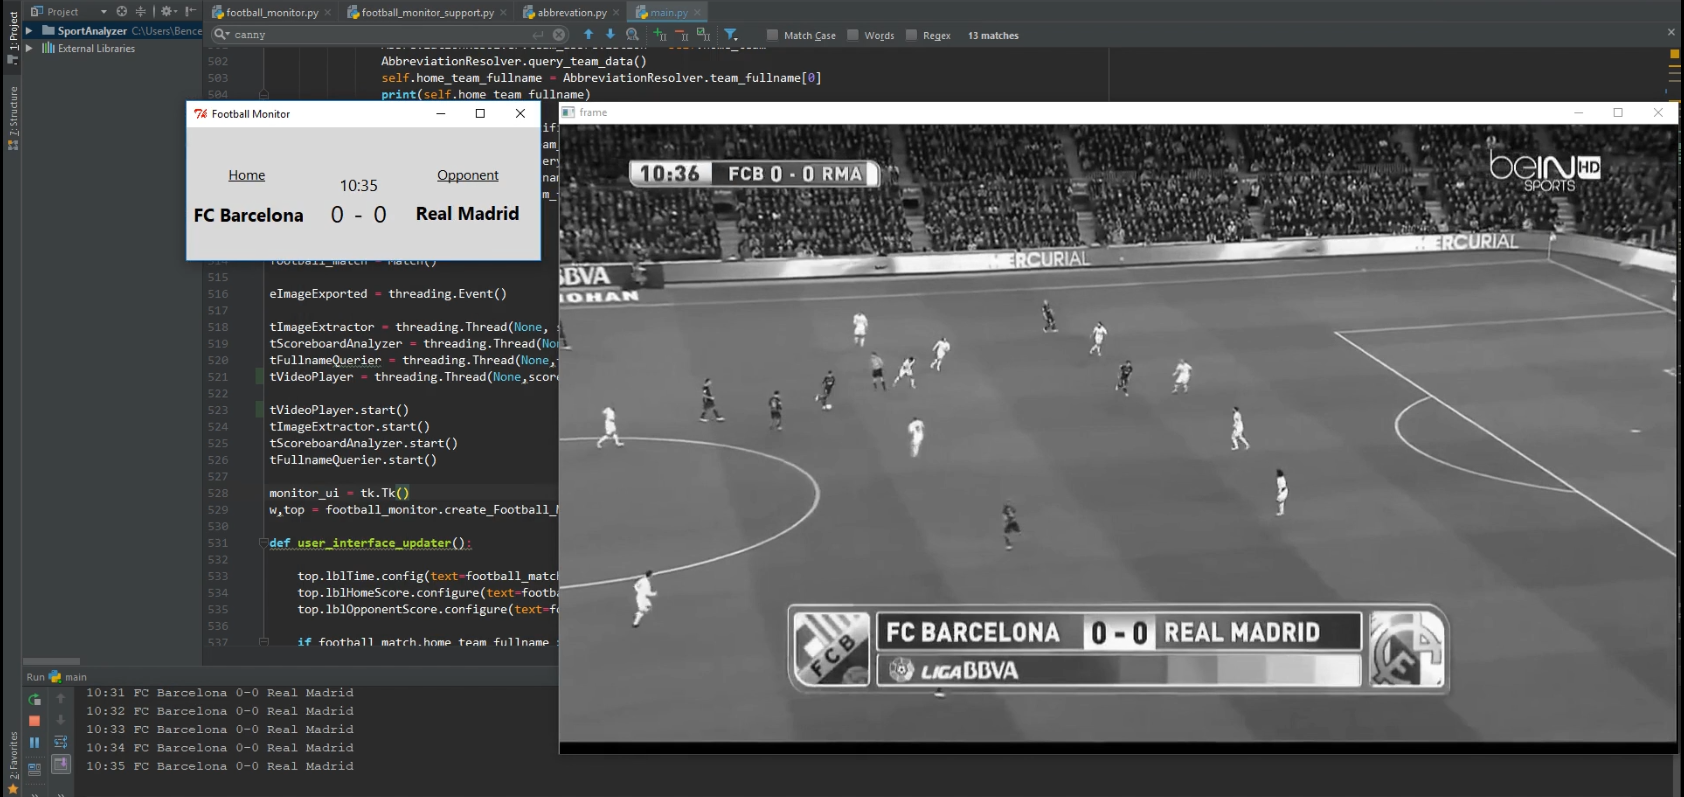 Project
football_monitor.py
football_monitor_support.py
abbrevation.py
main.py
1: Project
SportAnalyzer C:\Users\Bence
External Libraries
canny
Match Case
Words
Regex
13 matches
502 AbbreviationResolver.query_team_data()
503 self.home_team_fullname = AbbreviationResolver.team_fullname[0]
504 print(self.home_team_fullname)
7: Structure
Football Monitor
Home
Opponent
10:35
FC Barcelona
0 - 0
Real Madrid
football_match = Match()
515
516 eImageExported = threading.Event()
517
518 tImageExtractor = threading.Thread(None,
519 tScoreboardAnalyzer = threading.Thread(No
520 tFullnameQuerier = threading.Thread(None,
521 tVideoPlayer = threading.Thread(None,score
522
523 tVideoPlayer.start()
524 tImageExtractor.start()
525 tScoreboardAnalyzer.start()
526 tFullnameQuerier.start()
527
528 monitor_ui = tk.Tk()
529 w,top = football_monitor.create_Football_M
530
531 def user_interface_updater():
532
533 top.lblTime.config(text=football_matc
534 top.lblHomeScore.configure(text=footba
535 top.lblOpponentScore.configure(text=fo
536
537 if football_match.home_team_fullname
frame
10:36 FCB 0 - 0 RMA
beIN HD
SPORTS
MERCURIAL
MERCURIAL
BBVA
FC BARCELONA 0 - 0 REAL MADRID
FCB
LIGA BBVA
Run main
10:31 FC Barcelona 0-0 Real Madrid
10:32 FC Barcelona 0-0 Real Madrid
10:33 FC Barcelona 0-0 Real Madrid
10:34 FC Barcelona 0-0 Real Madrid
10:35 FC Barcelona 0-0 Real Madrid
2: Favorites